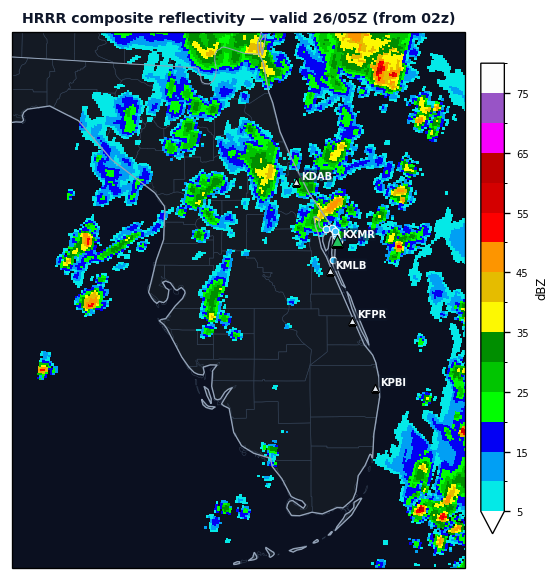 HRRR composite reflectivity — valid 26/05Z (from 02z)
KDAB
KXMR
KMLB
KFPR
KPBI
75
65
55
45
35
25
15
5
dBZ